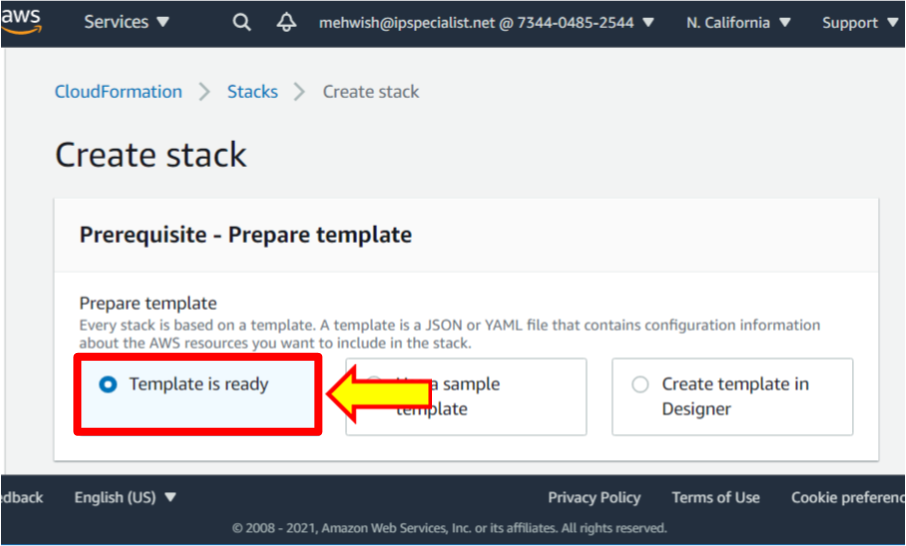 aws Services ▼ mehwish@ipspecialist.net @ 7344-0485-2544 ▼ N. California ▼ Support ▼
CloudFormation > Stacks > Create stack
Create stack
Prerequisite - Prepare template
Prepare template
Every stack is based on a template. A template is a JSON or YAML file that contains configuration information
about the AWS resources you want to include in the stack.
Template is ready
a sample
template
Create template in
Designer
English (US) ▼ Privacy Policy Terms of Use Cookie
© 2008 - 2021, Amazon Web Services, Inc. or its affiliates. All rights reserved.